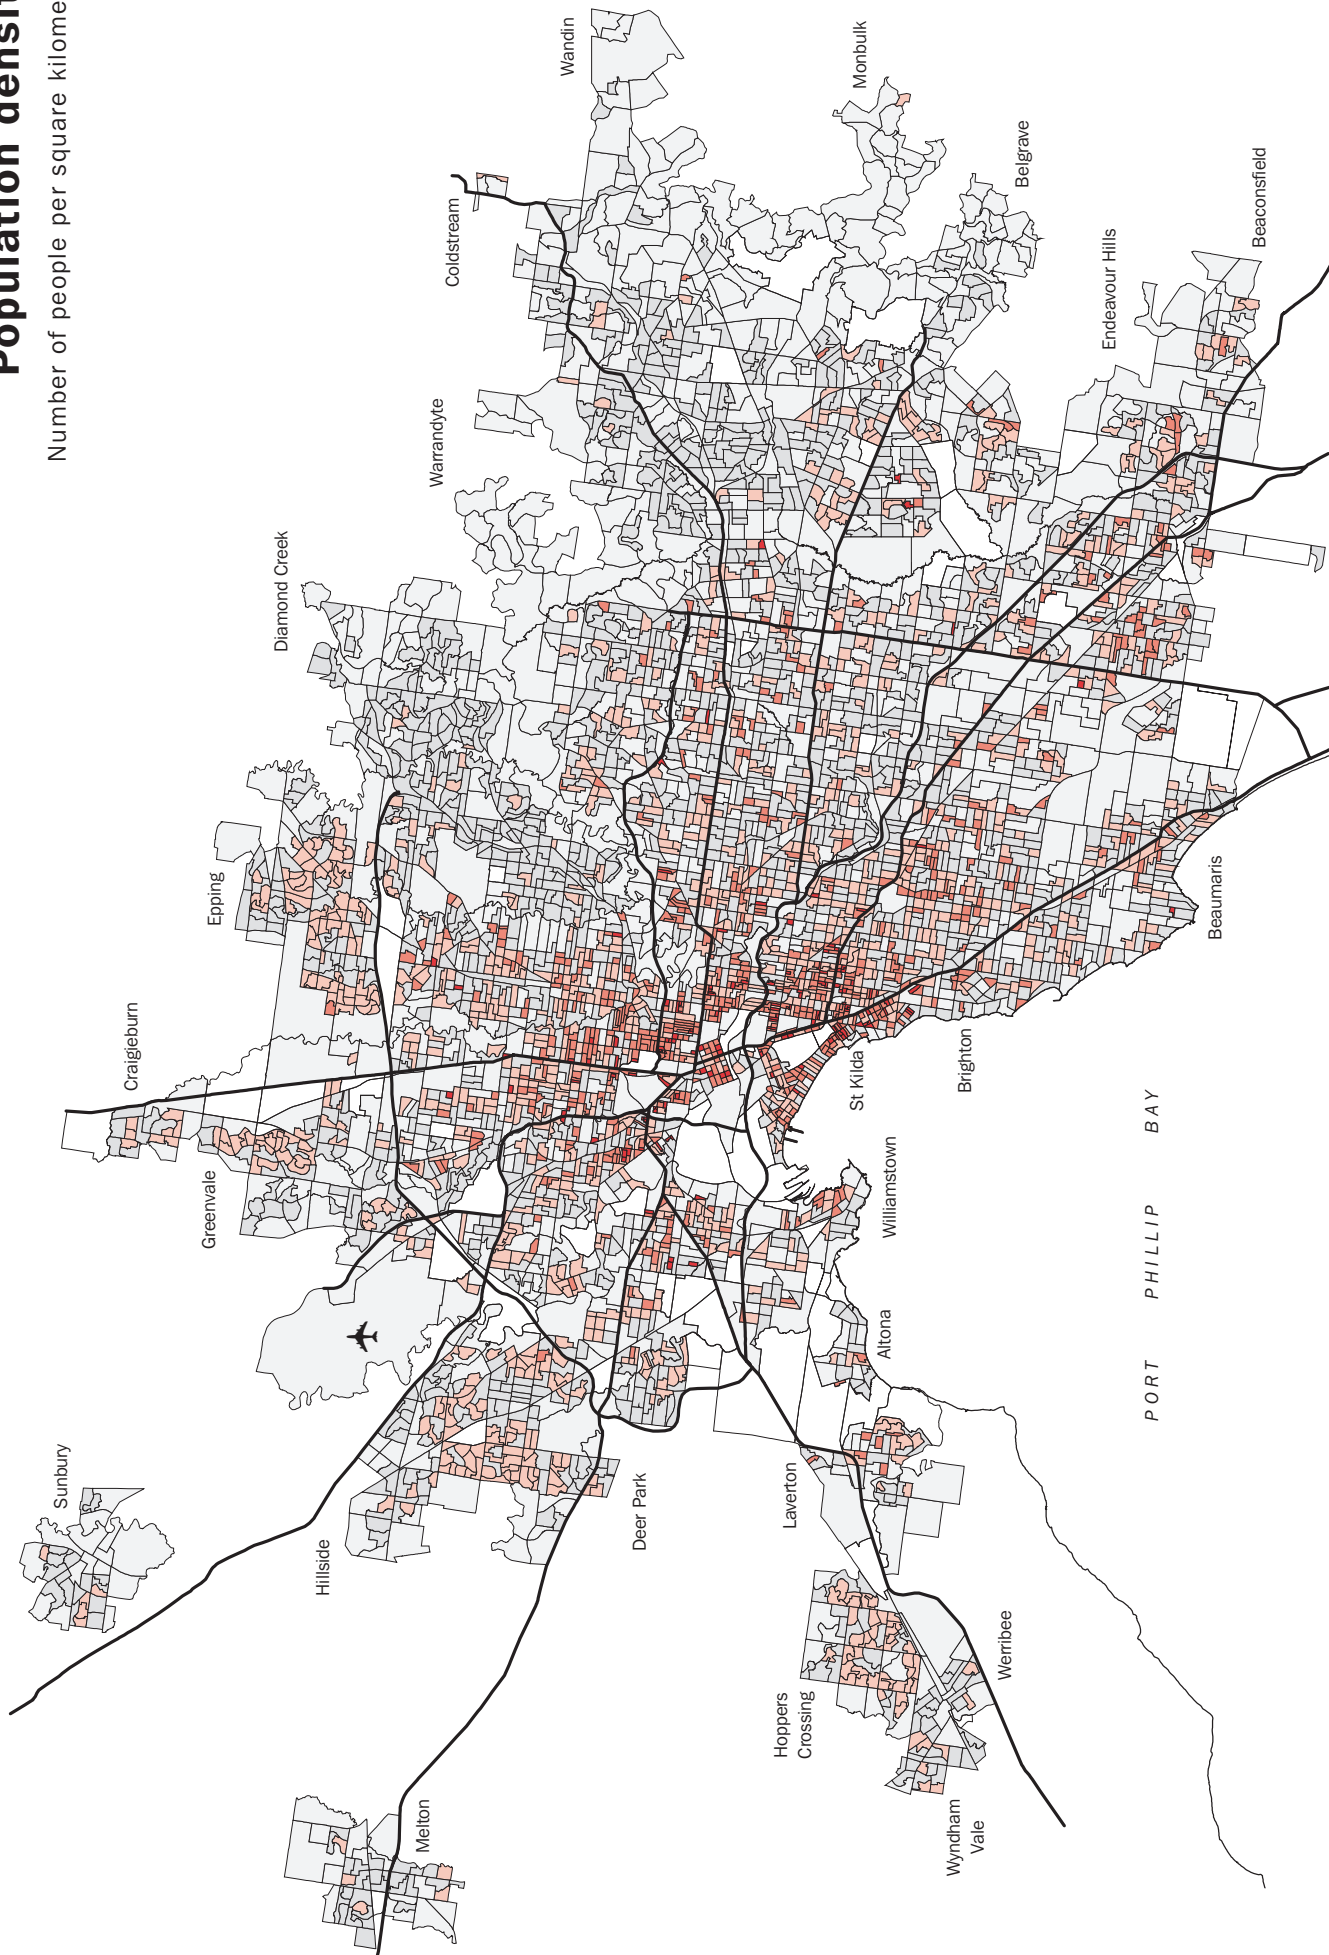 Population densi
Number of people per square kilome
Wandin
Monbulk
Belgrave
Beaconsfield
Coldstream
Endeavour Hills
Warrandyte
Diamond Creek
Epping
Beaumaris
Craigieburn
St Kilda
Brighton
Greenvale
Williamstown
PORT PHILLIP BAY
Altona
Sunbury
Hillside
Deer Park
Laverton
Hoppers
Crossing
Werribee
Melton
Wyndham
Vale